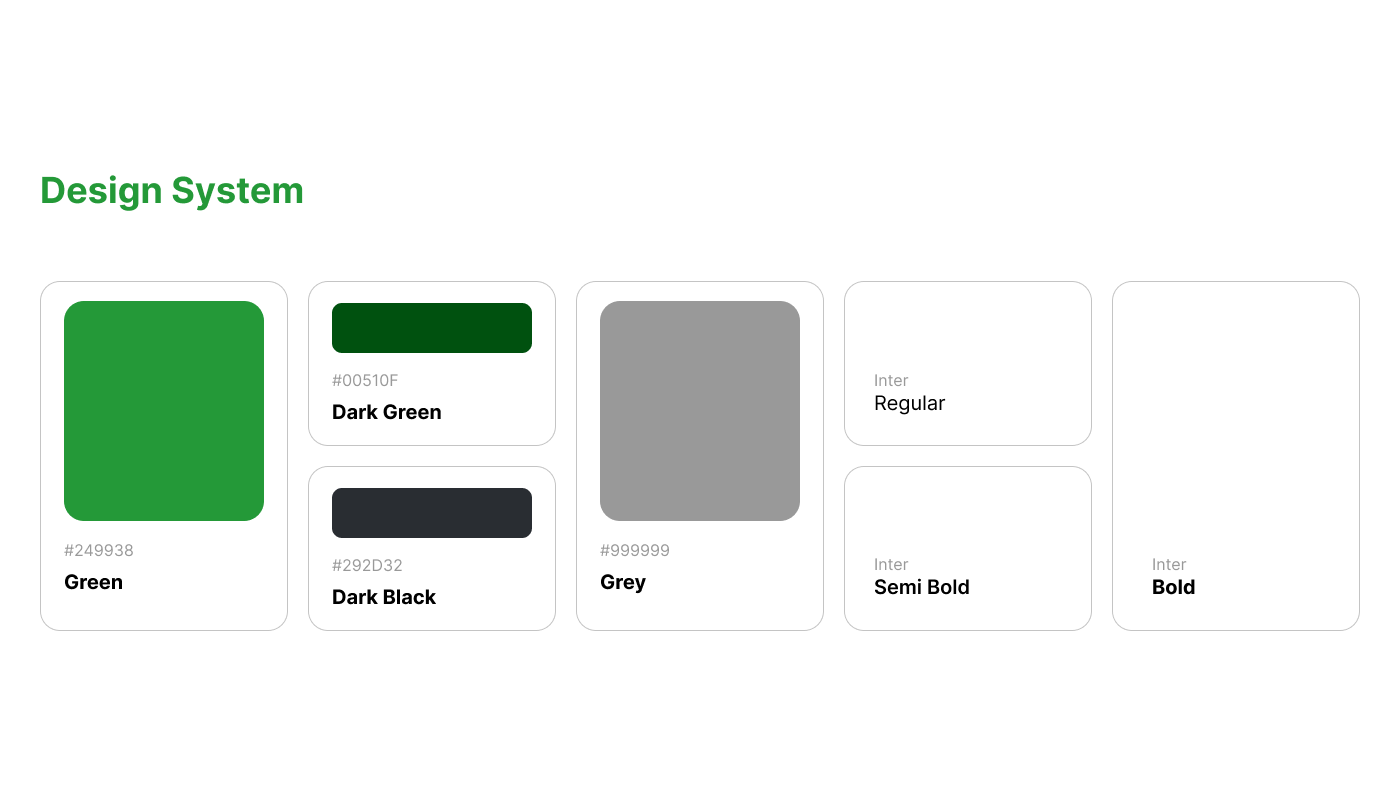 Design System
#249938
Green
#00510F
Dark Green
#292D32
Dark Black
#999999
Grey
Inter
Regular
Inter
Semi Bold
Inter
Bold